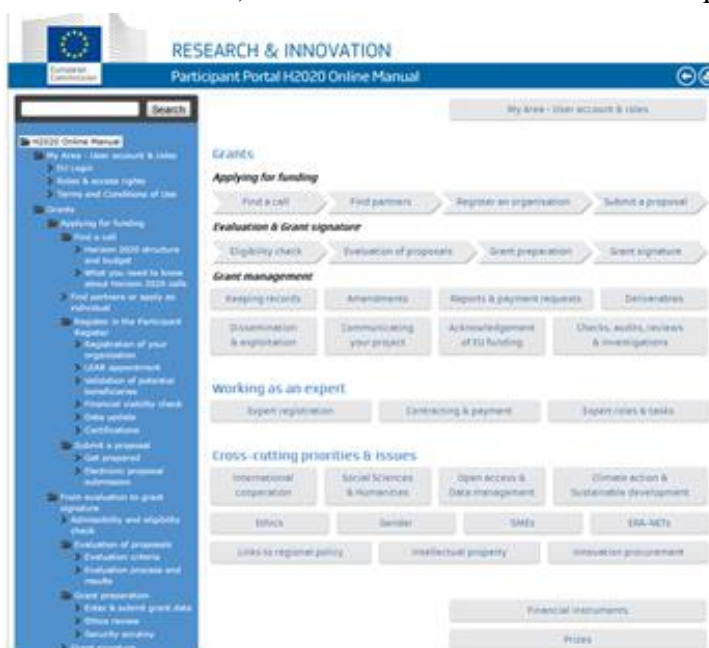 European
Commission
RESEARCH & INNOVATION
Participant Portal H2020 Online Manual
Search
My Area - User account & roles
H2020 Online Manual
My Area - User account & roles
EU Login
Roles & access rights
Terms and Conditions of Use
Grants
Applying for funding
Find a call
Horizon 2020 structure
and budget
What you need to know
about Horizon 2020 calls
Find partners or apply as
individual
Register in the Participant
Register
Registration of your
organisation
LEAR appointment
Validation of potential
beneficiaries
Financial viability check
Data update
Certifications
Submit a proposal
Get prepared
Electronic proposal
submission
From evaluation to grant
signature
Admissibility and eligibility
check
Evaluation of proposals
Evaluation criteria
Evaluation process and
results
Grant preparation
Enter & submit grant data
Ethics review
Security scrutiny
Grant signature
Grants
Applying for funding
Find a call
Find partners
Register an organisation
Submit a proposal
Evaluation & Grant signature
Eligibility check
Evaluation of proposals
Grant preparation
Grant signature
Grant management
Keeping records
Amendments
Reports & payment requests
Deliverables
Dissemination
& exploitation
Communicating
your project
Acknowledgement
of EU funding
Checks, audits, reviews
& investigations
Working as an expert
Expert registration
Contracting & payment
Expert roles & tasks
Cross-cutting priorities & issues
International
cooperation
Social Sciences
& Humanities
Open access &
Data management
Climate action &
Sustainable development
Ethics
Gender
SMEs
ERA-NETs
Links to regional policy
Intellectual property
Innovation procurement
Financial instruments
Prizes